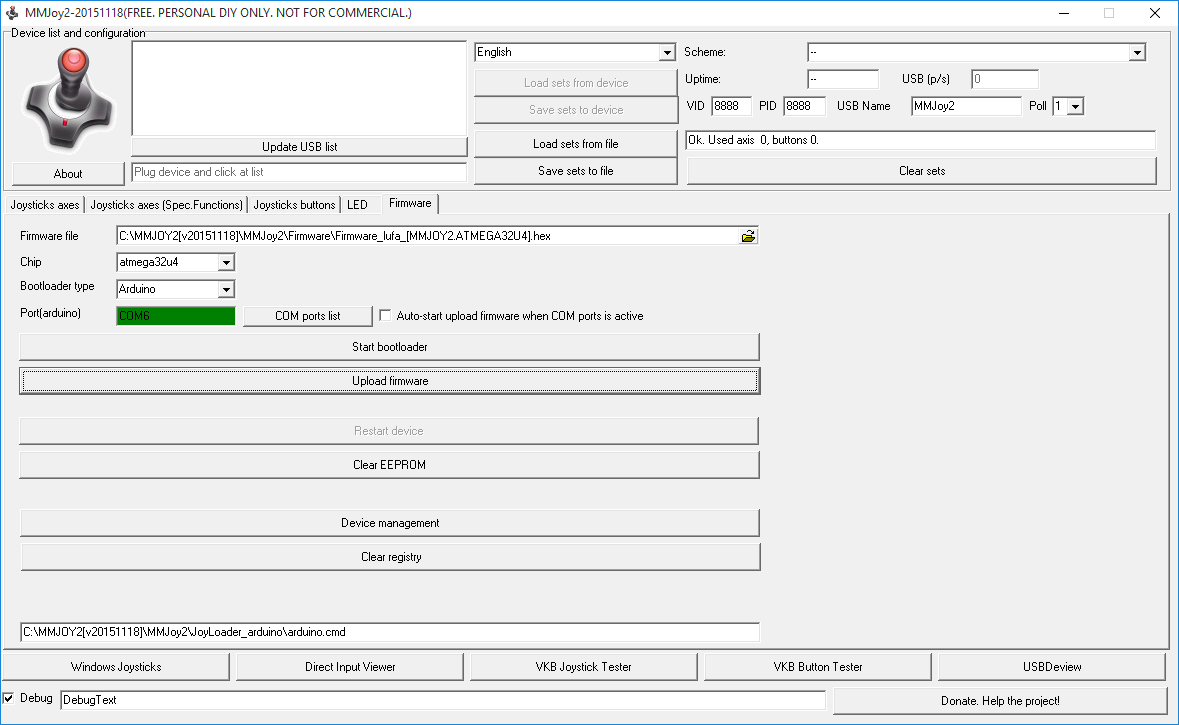 MMJoy2-20151118(FREE. PERSONAL DIY ONLY. NOT FOR COMMERCIAL.)
Device list and configuration
English
Scheme:
--
Load sets from device
Uptime:
--
USB (p/s)
0
Save sets to device
VID
8888
PID
8888
USB Name
MMJoy2
Poll
1
Update USB list
Load sets from file
Ok. Used axis  0, buttons 0.
About
Plug device and click at list
Save sets to file
Clear sets
Joysticks axes
Joysticks axes (Spec.Functions)
Joysticks buttons
LED
Firmware
Firmware file
C:\MMJOY2[v20151118]\MMJoy2\Firmware\Firmware_lufa_[MMJOY2.ATMEGA32U4].hex
Chip
atmega32u4
Bootloader type
Arduino
Port(arduino)
COM6
COM ports list
Auto-start upload firmware when COM ports is active
Start bootloader
Upload firmware
Restart device
Clear EEPROM
Device management
Clear registry
C:\MMJOY2[v20151118]\MMJoy2\JoyLoader_arduino\arduino.cmd
Windows Joysticks
Direct Input Viewer
VKB Joystick Tester
VKB Button Tester
USBDeview
Debug
DebugText
Donate. Help the project!